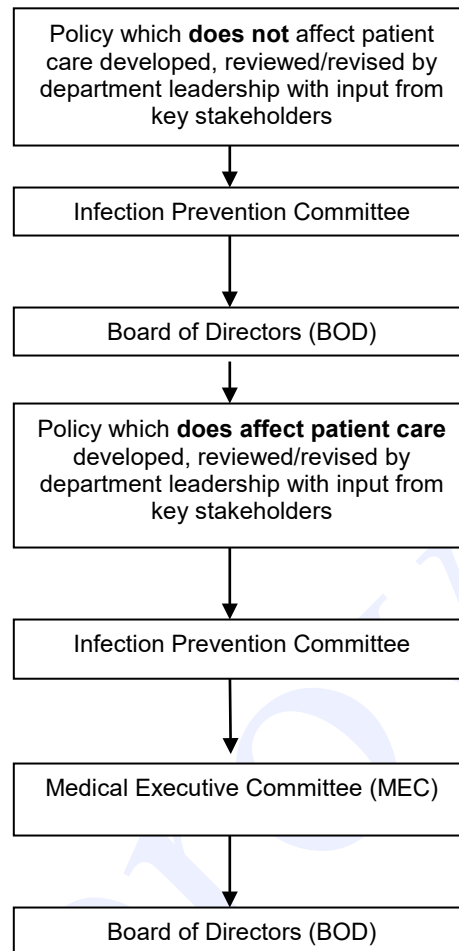 Policy which does not affect patient
care developed, reviewed/revised by
department leadership with input from
key stakeholders
Infection Prevention Committee
Board of Directors (BOD)
Policy which does affect patient care
developed, reviewed/revised by
department leadership with input from
key stakeholders
Infection Prevention Committee
Medical Executive Committee (MEC)
Board of Directors (BOD)